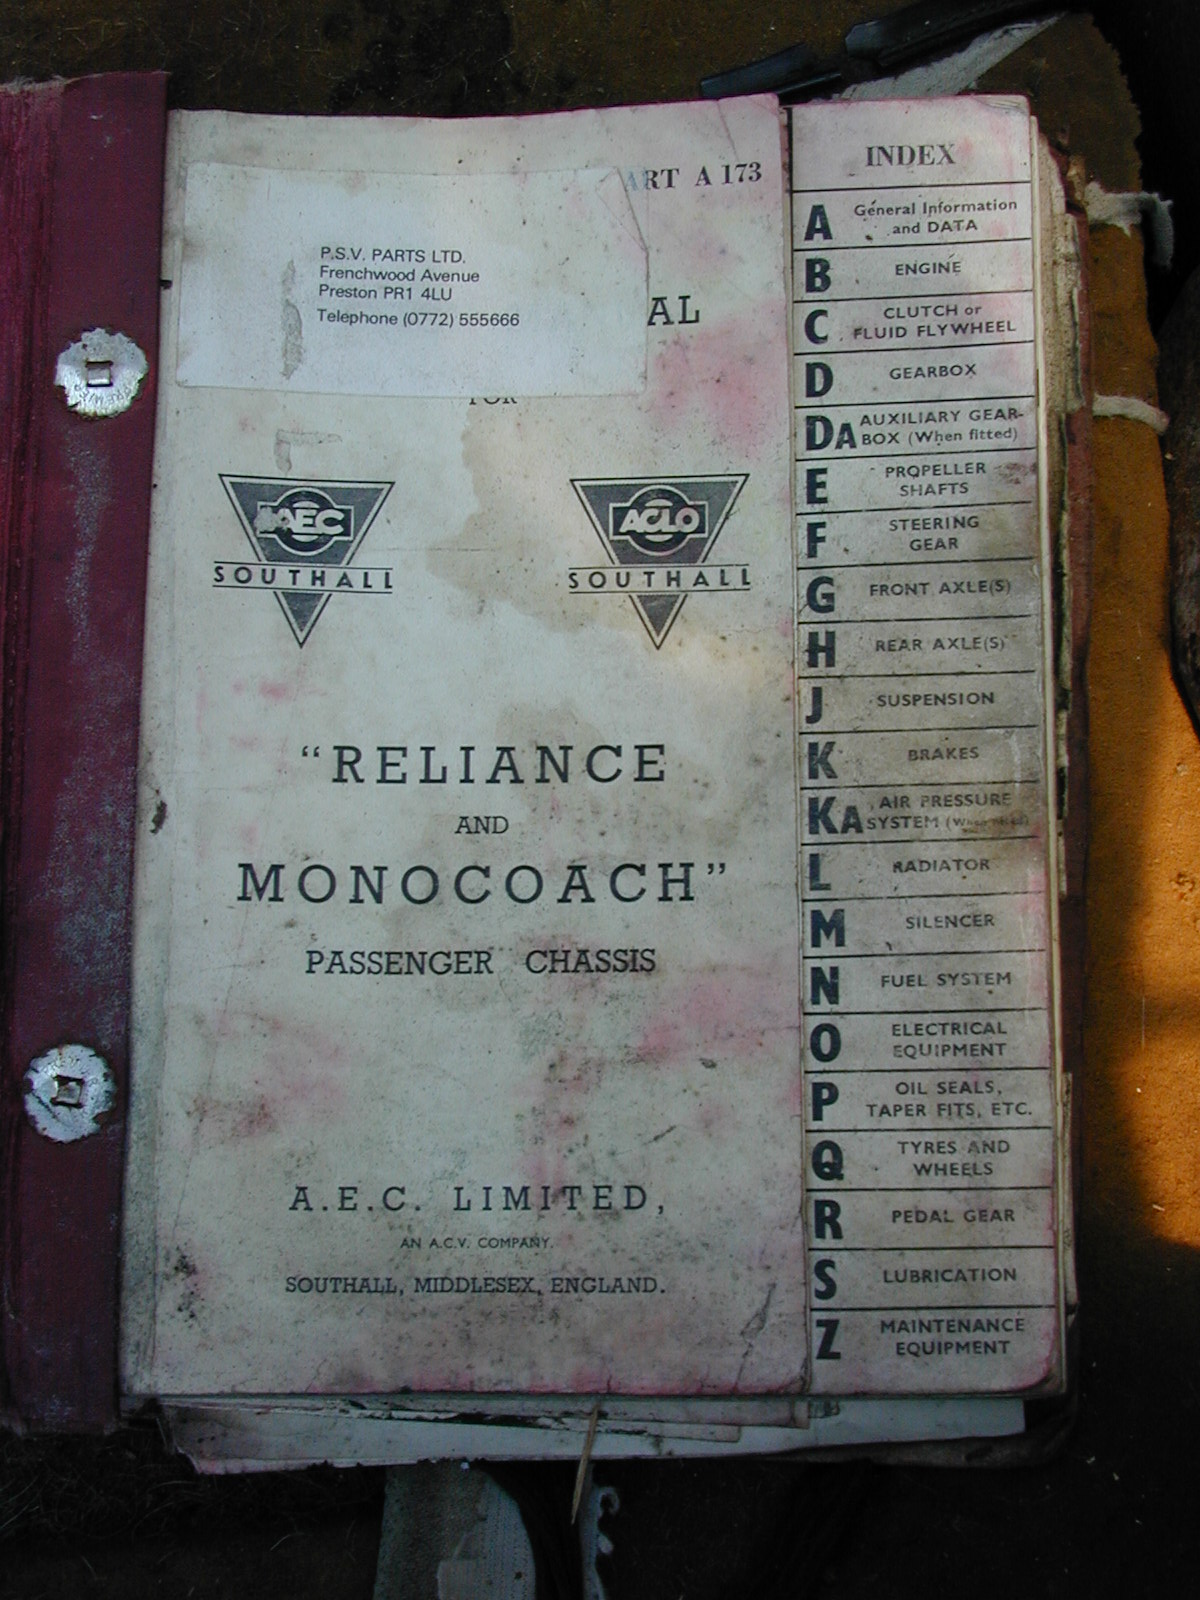 ART A 173
P.S.V. PARTS LTD.
Frenchwood Avenue
Preston PR1 4LU
Telephone (0772) 555666
AL
FOR
AEC
SOUTHALL
ACLO
SOUTHALL
"RELIANCE
AND
MONOCOACH"
PASSENGER CHASSIS
A.E.C. LIMITED,
AN A.C.V. COMPANY.
SOUTHALL, MIDDLESEX, ENGLAND.
INDEX
A General Information
and DATA
B ENGINE
C CLUTCH or
FLUID FLYWHEEL
D GEARBOX
DA AUXILIARY GEAR-
BOX (When fitted)
E PROPELLER
SHAFTS
F STEERING
GEAR
G FRONT AXLE(S)
H REAR AXLE(S)
J SUSPENSION
K BRAKES
KA AIR PRESSURE
SYSTEM (When fitted)
L RADIATOR
M SILENCER
N FUEL SYSTEM
O ELECTRICAL
EQUIPMENT
P OIL SEALS,
TAPER FITS, ETC.
Q TYRES AND
WHEELS
R PEDAL GEAR
S LUBRICATION
Z MAINTENANCE
EQUIPMENT